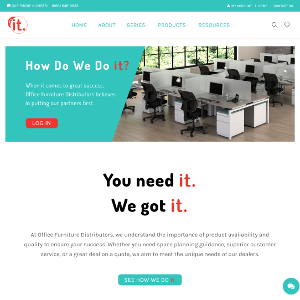 it.
HOME ABOUT SERIES PRODUCTS RESOURCES
How Do We Do it?
When it comes to great success,
Office Furniture Distributors believes
in putting our partners first.
LOG IN
You need it.
We got it.
At Office Furniture Distributors, we understand the importance of product availability and
quality to ensure your success. Whether you need space planning guidance, superior customer
service, or a great deal on a quote, we aim to meet the unique needs of our dealers.
SEE HOW WE DO it